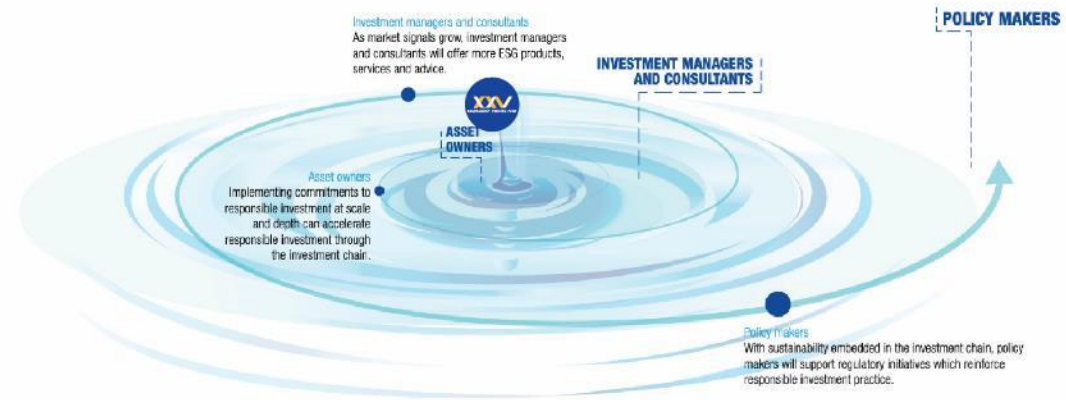 Investment managers and consultants
As market signals grow, investment managers
and consultants will offer more ESG products,
services and advice.
POLICY MAKERS
INVESTMENT MANAGERS
AND CONSULTANTS
XXV
ASSET
OWNERS
Asset owners
Implementing commitments to
responsible investment at scale
and depth can accelerate
responsible investment through
the investment chain.
Policy makers
With sustainability embedded in the investment chain, policy
makers will support regulatory initiatives which reinforce
responsible investment practice.